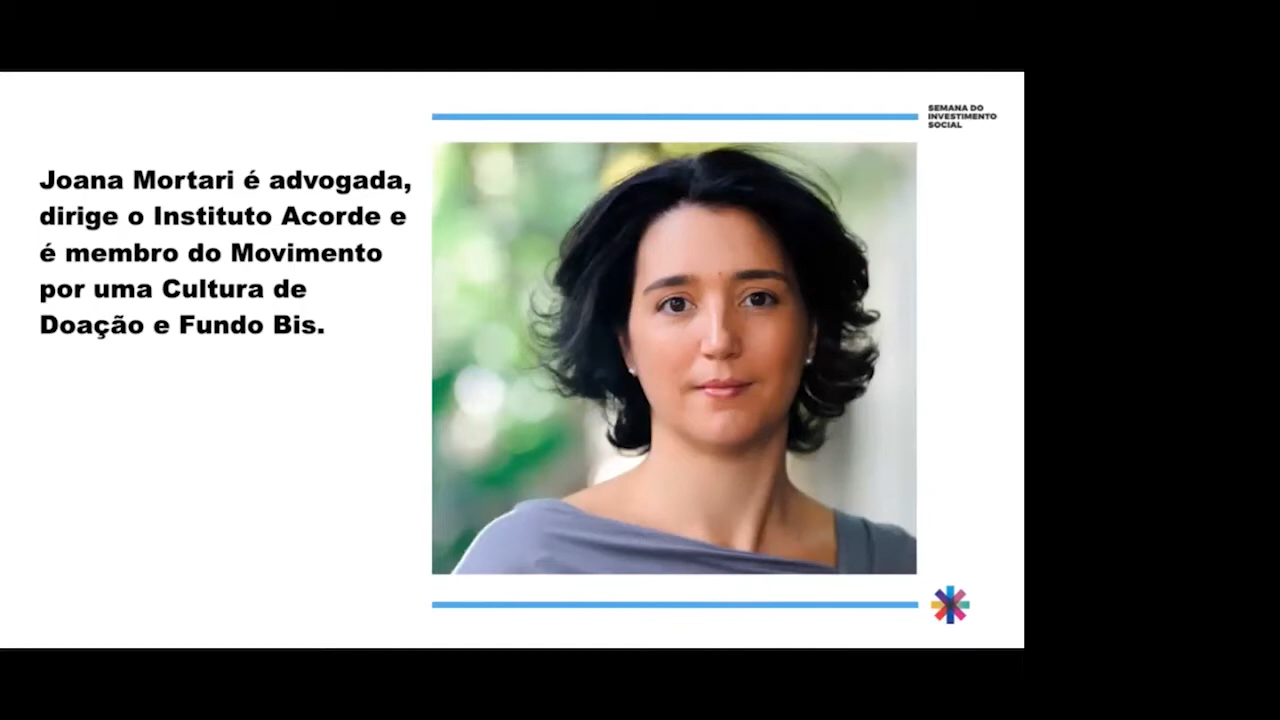 SEMANA DO
INVESTIMENTO
SOCIAL
Joana Mortari é advogada,
dirige o Instituto Acorde e
é membro do Movimento
por uma Cultura de
Doação e Fundo Bis.